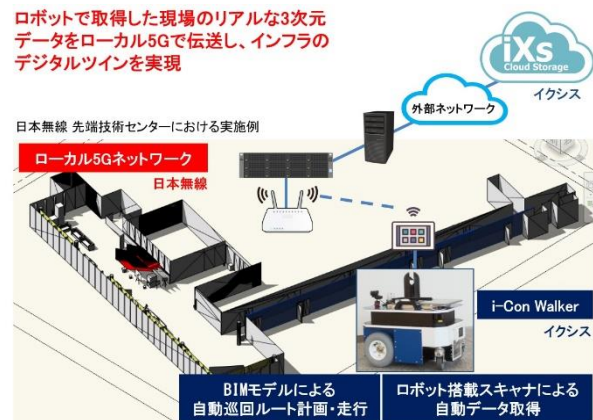 ロボットで取得した現場のリアルな3次元
データをローカル5Gで伝送し、インフラの
デジタルツインを実現
iXs
Cloud Storage
イクシス
外部ネットワーク
日本無線 先端技術センターにおける実施例
ローカル5Gネットワーク
日本無線
i-Con Walker
イクシス
BIMモデルによる
自動巡回ルート計画・走行
ロボット搭載スキャナによる
自動データ取得